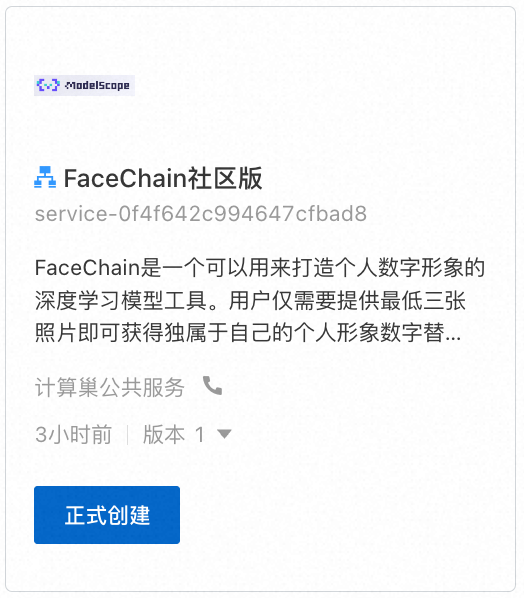 ModelScope
FaceChain社区版
service-0f4f642c994647cfbad8
FaceChain是一个可以用来打造个人数字形象的
深度学习模型工具。用户仅需要提供最低三张
照片即可获得独属于自己的个人形象数字替...
计算巢公共服务
3小时前 版本 1
正式创建